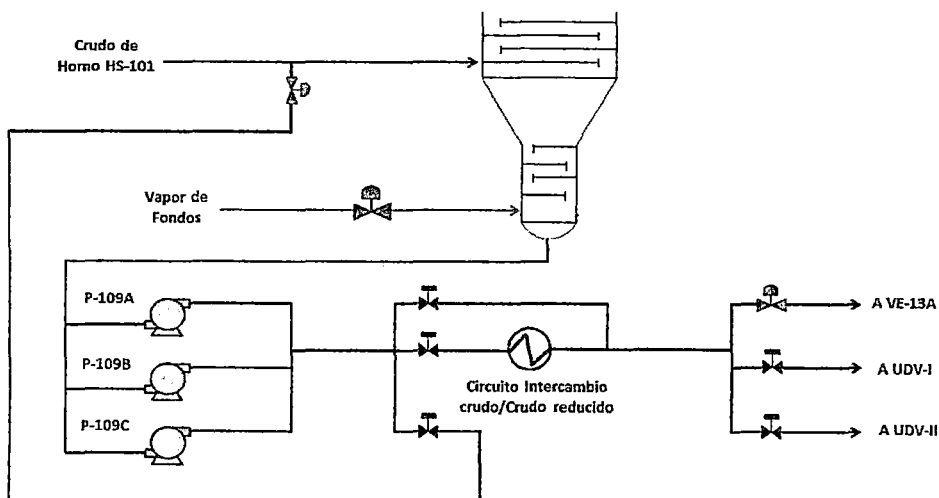 Crudo de
Horno HS-101
Vapor de
Fondos
P-109A
P-109B
P-109C
Circuito Intercambio
crudo/Crudo reducido
A VE-13A
A UDV-I
A UDV-II